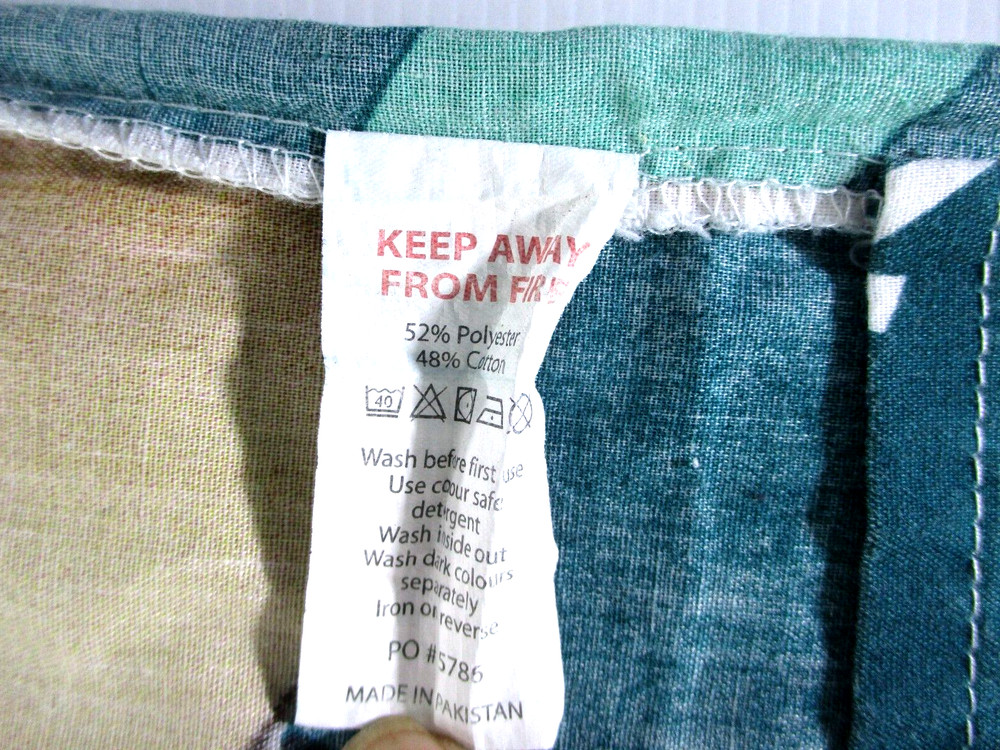 KEEP AWAY
FROM FIRE
52% Polyester
48% Cotton
40
Wash before first use
Use colour safe
detergent
Wash inside out
Wash dark colours
separately
Iron on reverse
PO #5786
MADE IN PAKISTAN